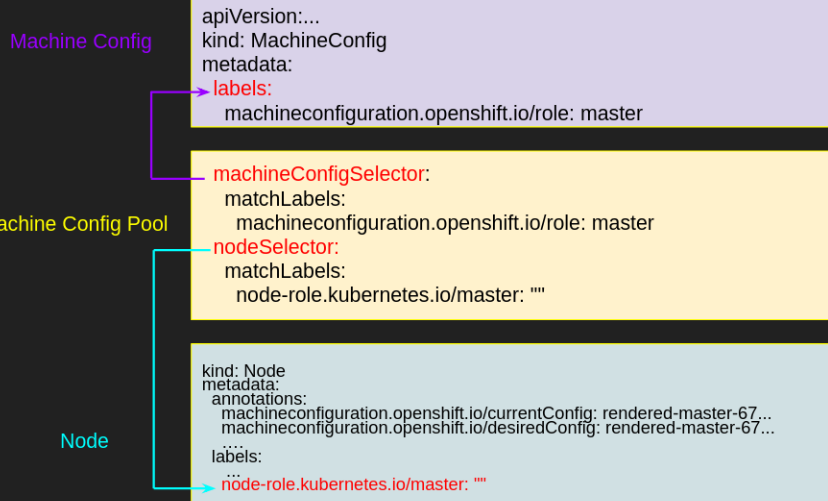 Machine Config
apiVersion:...
kind: MachineConfig
metadata:
labels:
machineconfiguration.openshift.io/role: master
achine Config Pool
machineConfigSelector:
matchLabels:
machineconfiguration.openshift.io/role: master
nodeSelector:
matchLabels:
node-role.kubernetes.io/master: ""
Node
kind: Node
metadata:
annotations:
machineconfiguration.openshift.io/currentConfig: rendered-master-67...
machineconfiguration.openshift.io/desiredConfig: rendered-master-67...
....
labels:
...
node-role.kubernetes.io/master: ""